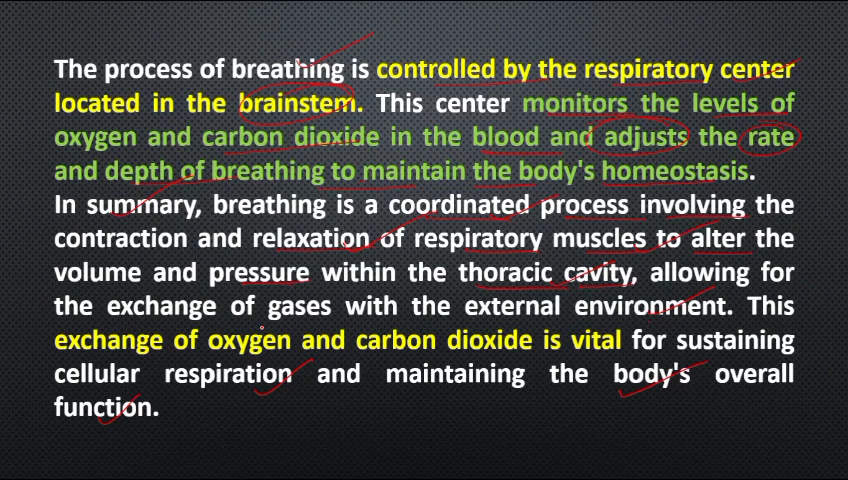 The process of breathing is controlled by the respiratory center
located in the brainstem. This center monitors the levels of
oxygen and carbon dioxide in the blood and adjusts the rate
and depth of breathing to maintain the body's homeostasis.
In summary, breathing is a coordinated process involving the
contraction and relaxation of respiratory muscles to alter the
volume and pressure within the thoracic cavity, allowing for
the exchange of gases with the external environment. This
exchange of oxygen and carbon dioxide is vital for sustaining
cellular respiration and maintaining the body's overall
function.